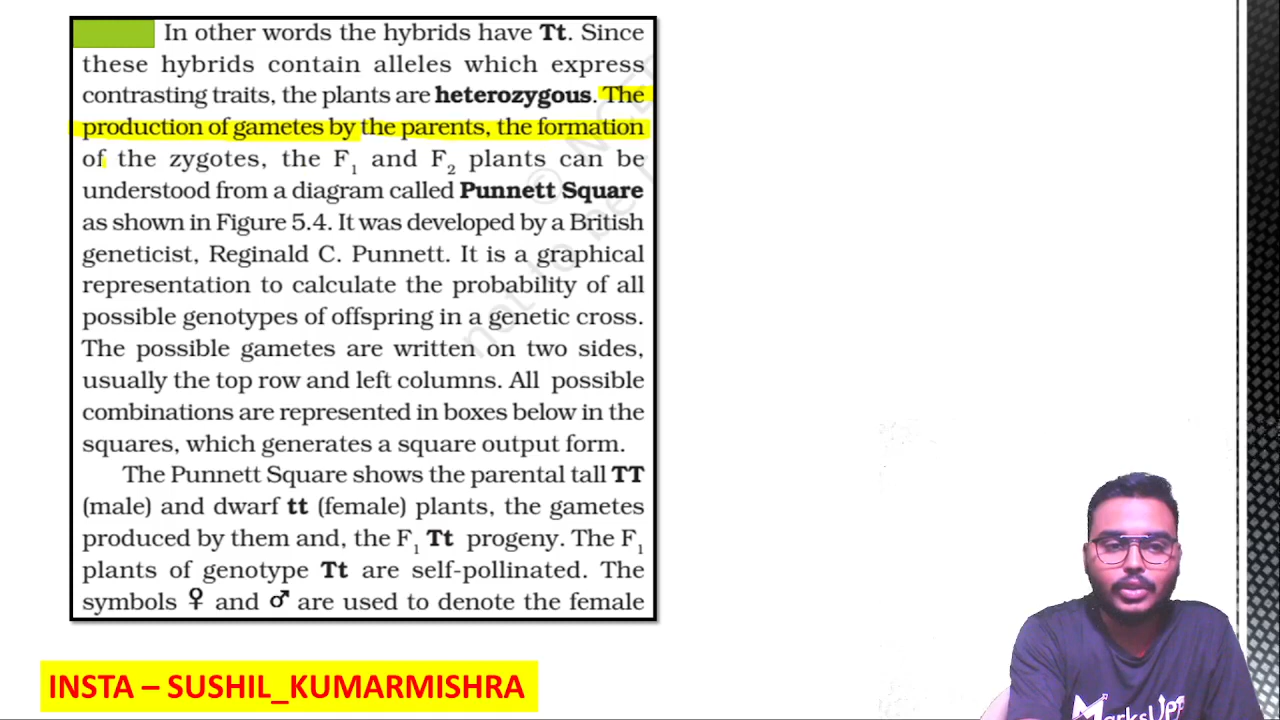 In other words the hybrids have Tt. Since
these hybrids contain alleles which express
contrasting traits, the plants are heterozygous. The
production of gametes by the parents, the formation
of the zygotes, the F1 and F2 plants can be
understood from a diagram called Punnett Square
as shown in Figure 5.4. It was developed by a British
geneticist, Reginald C. Punnett. It is a graphical
representation to calculate the probability of all
possible genotypes of offspring in a genetic cross.
The possible gametes are written on two sides,
usually the top row and left columns. All possible
combinations are represented in boxes below in the
squares, which generates a square output form.
The Punnett Square shows the parental tall TT
(male) and dwarf tt (female) plants, the gametes
produced by them and, the F1 Tt progeny. The F1
plants of genotype Tt are self-pollinated. The
symbols ♀ and ♂ are used to denote the female
INSTA – SUSHIL_KUMARMISHRA
MarksUpp